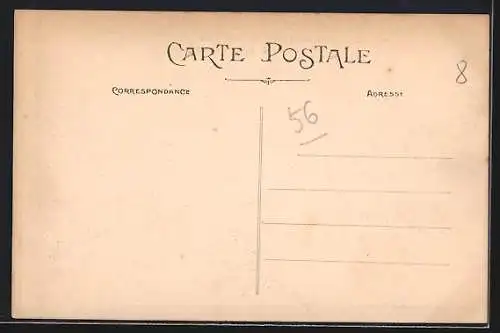 CARTE POSTALE
8
CORRESPONDANCE
ADRESSE
56